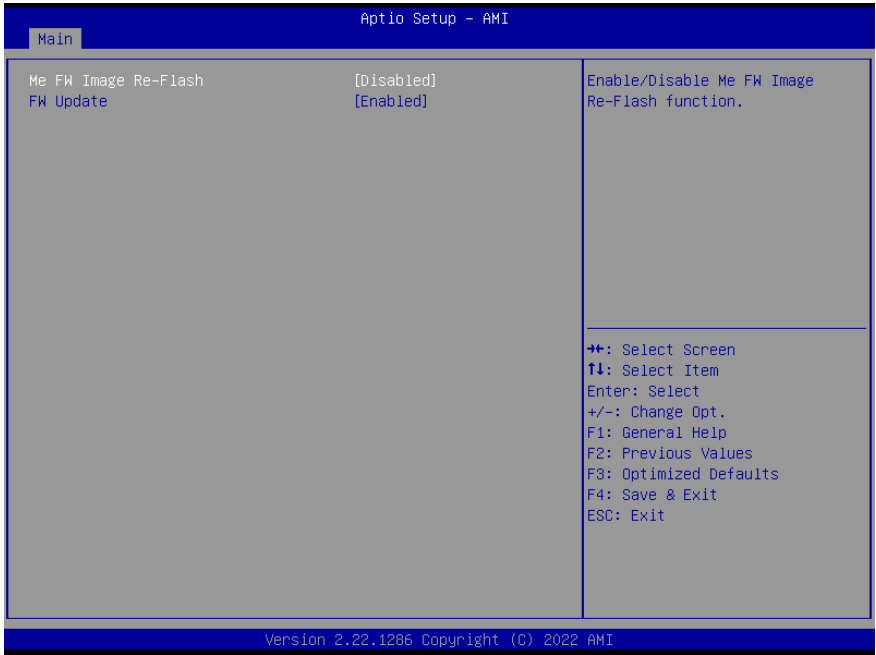 Aptio Setup – AMI
Main
Me FW Image Re–Flash [Disabled]
FW Update [Enabled]
Enable/Disable Me FW Image
Re–Flash function.
→←: Select Screen
↑↓: Select Item
Enter: Select
+/–: Change Opt.
F1: General Help
F2: Previous Values
F3: Optimized Defaults
F4: Save & Exit
ESC: Exit
Version 2.22.1286 Copyright (C) 2022 AMI